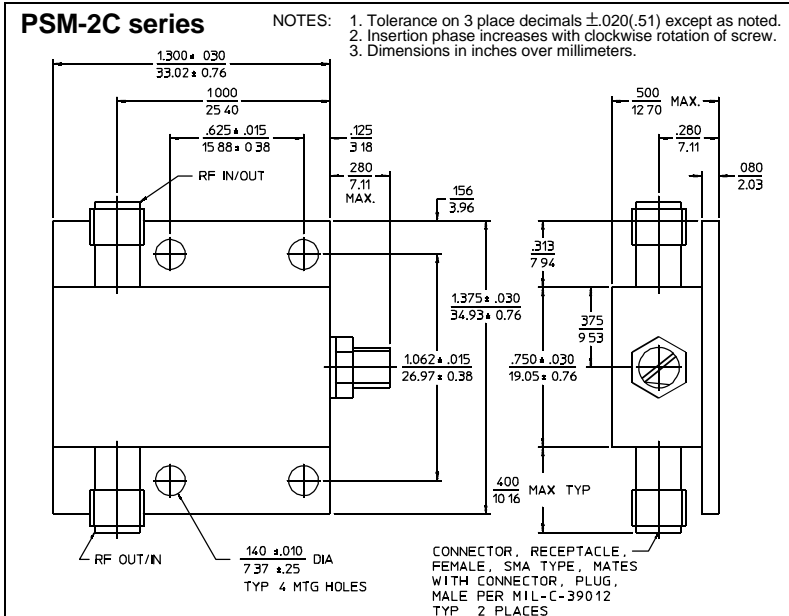 PSM-2C series
NOTES: 1. Tolerance on 3 place decimals ±.020(.51) except as noted.
2. Insertion phase increases with clockwise rotation of screw.
3. Dimensions in inches over millimeters.
1.300 ± .030
33.02 ± 0.76
1 000
25 40
.625 ± .015
15 88 ± 0 38
.125
3 18
280
7.11
MAX.
RF IN/OUT
156
3.96
1.375 ± .030
34.93 ± 0.76
1.062 ± .015
26.97 ± 0.38
RF OUT/IN
140 ±.010 DIA
7 37 ±.25
TYP 4 MTG HOLES
500 MAX.
12 70
.280
7.11
080
2.03
.313
7 94
375
9 53
.750 ± .030
19.05 ± 0.76
400 MAX TYP
10 16
CONNECTOR, RECEPTACLE,
FEMALE, SMA TYPE, MATES
WITH CONNECTOR, PLUG,
MALE PER MIL-C-39012
TYP 2 PLACES